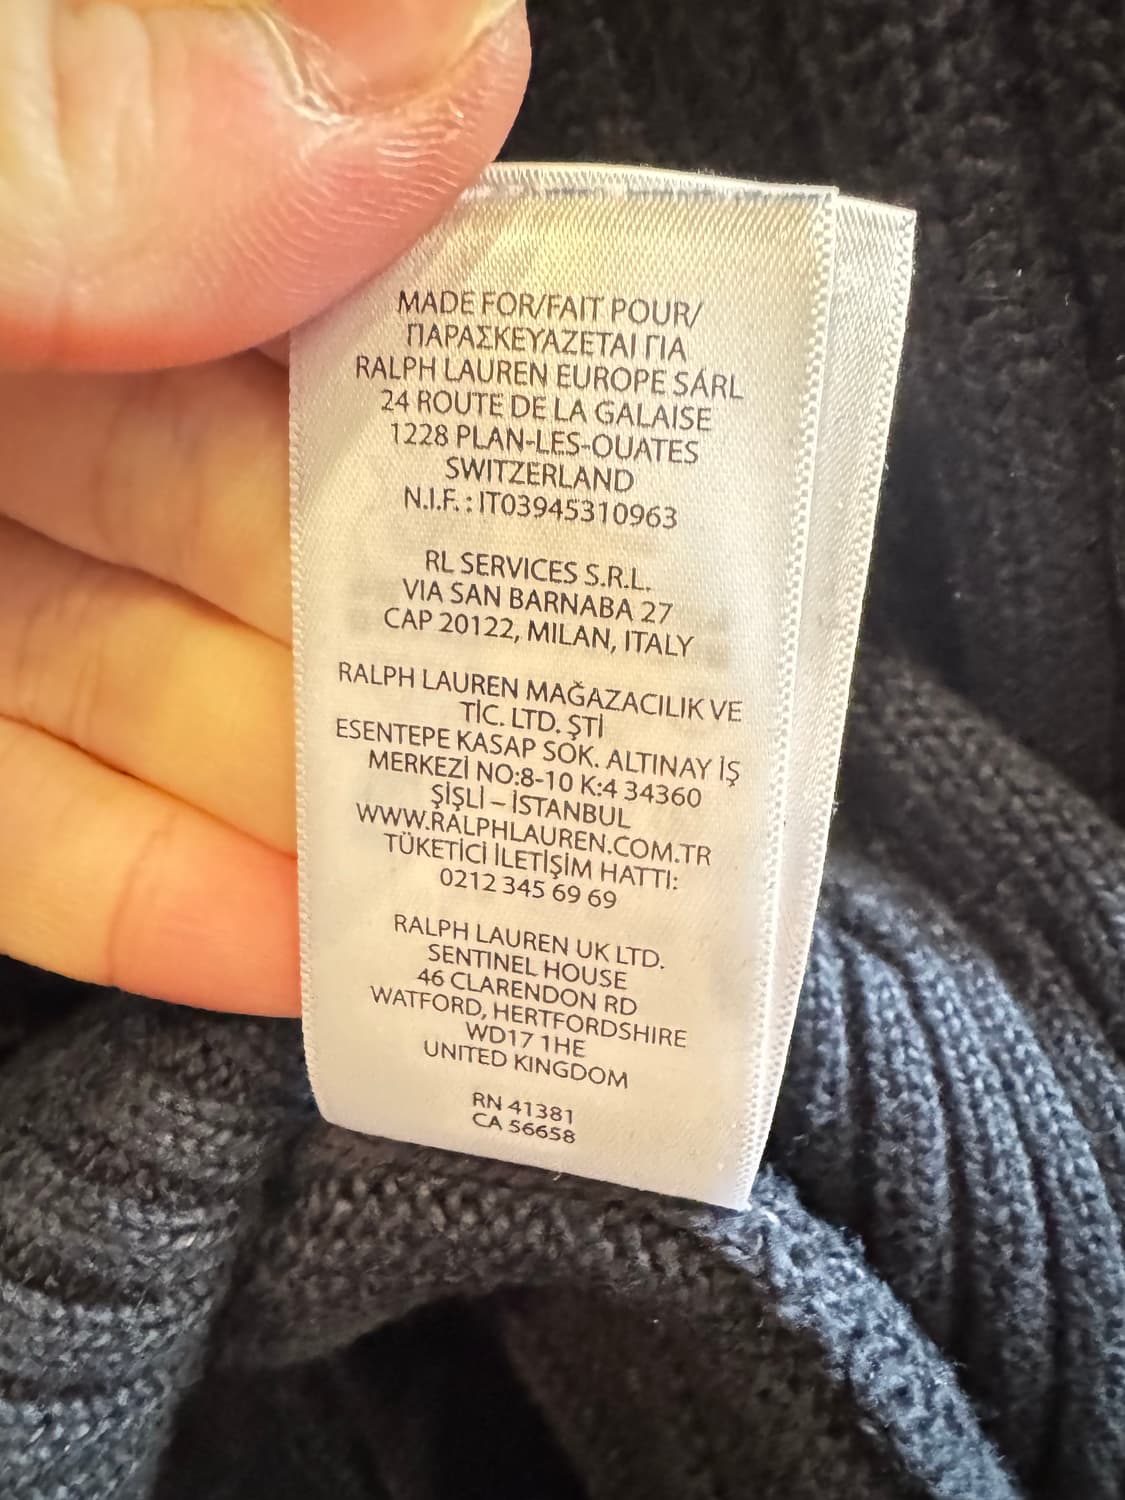 MADE FOR/FAIT POUR/
ΠΑΡΑΣΚΕΥΑΖΕΤΑΙ ΓΙΑ
RALPH LAUREN EUROPE SÁRL
24 ROUTE DE LA GALAISE
1228 PLAN-LES-OUATES
SWITZERLAND
N.I.F. : IT03945310963
RL SERVICES S.R.L.
VIA SAN BARNABA 27
CAP 20122, MILAN, ITALY
RALPH LAUREN MAĞAZACILIK VE
TİC. LTD. ŞTİ
ESENTEPE KASAP SOK. ALTINAY İŞ
MERKEZİ NO:8-10 K:4 34360
ŞİŞLİ – İSTANBUL
WWW.RALPHLAUREN.COM.TR
TÜKETİCİ İLETİŞİM HATTI:
0212 345 69 69
RALPH LAUREN UK LTD.
SENTINEL HOUSE
46 CLARENDON RD
WATFORD, HERTFORDSHIRE
WD17 1HE
UNITED KINGDOM
RN 41381
CA 56658